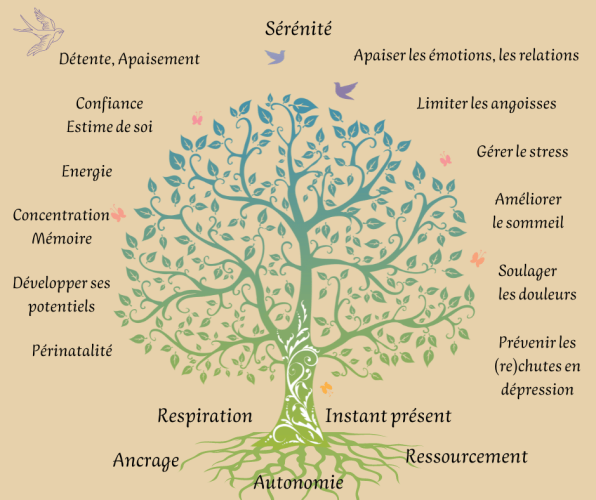 Sérénité
Détente, Apaisement
Apaiser les émotions, les relations
Confiance
Estime de soi
Limiter les angoisses
Energie
Gérer le stress
Concentration
Mémoire
Améliorer
le sommeil
Développer ses
potentiels
Soulager
les douleurs
Périnatalité
Prévenir les
(re)chutes en
dépression
Respiration
Instant présent
Ancrage
Ressourcement
Autonomie